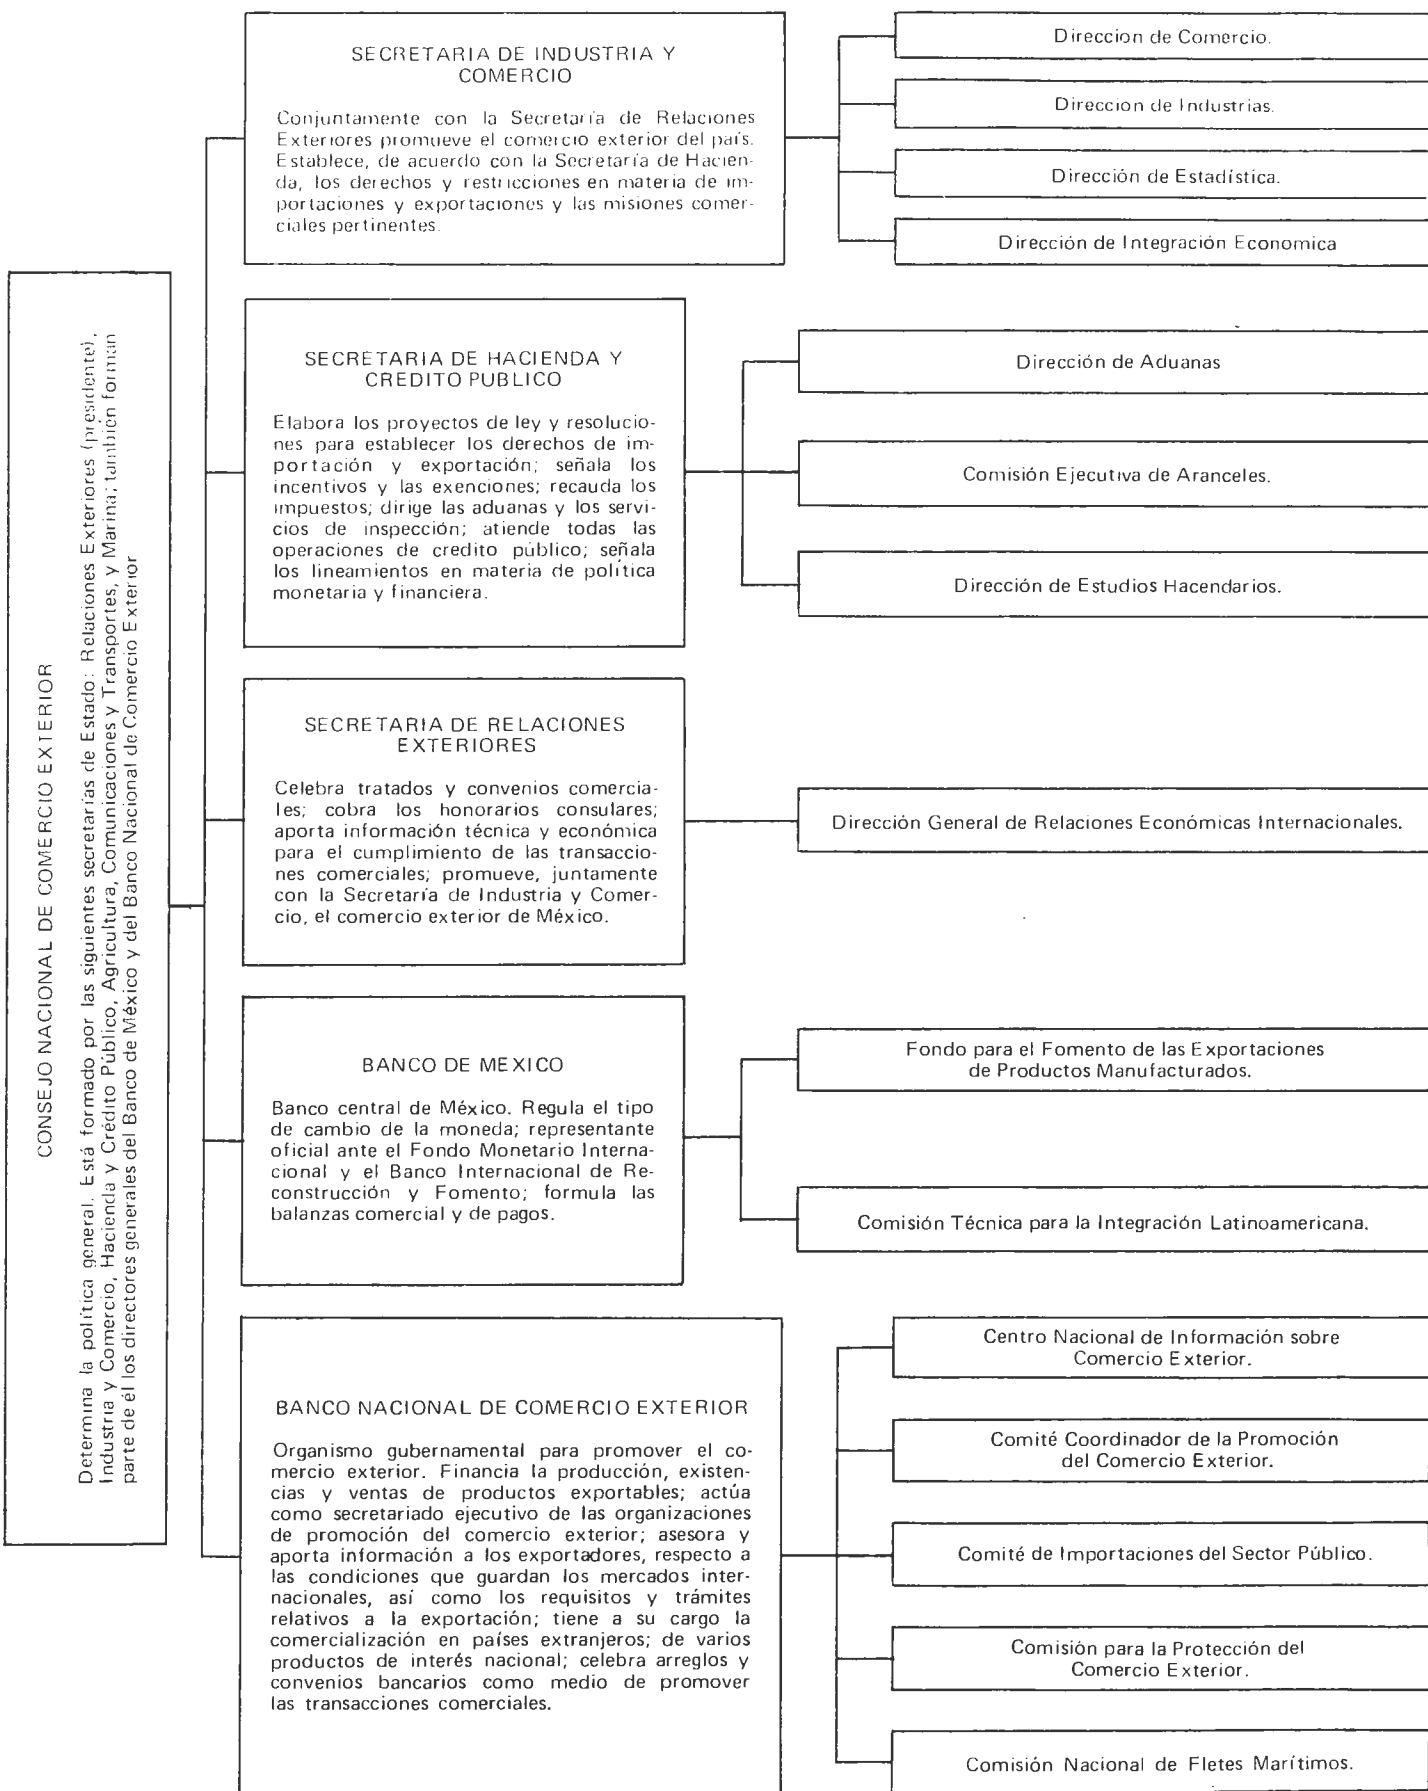 CONSEJO NACIONAL DE COMERCIO EXTERIOR
Determina la política general. Está formado por las siguientes secretarías de Estado: Relaciones Exteriores (presidente),
Industria y Comercio, Hacienda y Crédito Público, Agricultura, Comunicaciones y Transportes, y Marina; también forman
parte de él los directores generales del Banco de México y del Banco Nacional de Comercio Exterior
SECRETARIA DE INDUSTRIA Y
COMERCIO
Conjuntamente con la Secretaría de Relaciones
Exteriores promueve el comercio exterior del país.
Establece, de acuerdo con la Secretaría de Hacien-
da, los derechos y restricciones en materia de im-
portaciones y exportaciones y las misiones comer-
ciales pertinentes.
Direccion de Comercio.
Direccion de Industrias.
Dirección de Estadística.
Dirección de Integración Economica
SECRETARIA DE HACIENDA Y
CREDITO PUBLICO
Elabora los proyectos de ley y resolucio-
nes para establecer los derechos de im-
portación y exportación; señala los
incentivos y las exenciones; recauda los
impuestos; dirige las aduanas y los servi-
cios de inspección; atiende todas las
operaciones de credito público; señala
los lineamientos en materia de política
monetaria y financiera.
Dirección de Aduanas
Comisión Ejecutiva de Aranceles.
Dirección de Estudios Hacendarios.
SECRETARIA DE RELACIONES
EXTERIORES
Celebra tratados y convenios comercia-
les; cobra los honorarios consulares;
aporta información técnica y económica
para el cumplimiento de las transaccio-
nes comerciales; promueve, juntamente
con la Secretaría de Industria y Comer-
cio, el comercio exterior de México.
Dirección General de Relaciones Económicas Internacionales.
BANCO DE MEXICO
Banco central de México. Regula el tipo
de cambio de la moneda; representante
oficial ante el Fondo Monetario Interna-
cional y el Banco Internacional de Re-
construcción y Fomento; formula las
balanzas comercial y de pagos.
Fondo para el Fomento de las Exportaciones
de Productos Manufacturados.
Comisión Técnica para la Integración Latinoamericana.
BANCO NACIONAL DE COMERCIO EXTERIOR
Organismo gubernamental para promover el co-
mercio exterior. Financia la producción, existen-
cias y ventas de productos exportables; actúa
como secretariado ejecutivo de las organizaciones
de promoción del comercio exterior; asesora y
aporta información a los exportadores, respecto a
las condiciones que guardan los mercados inter-
nacionales, así como los requisitos y trámites
relativos a la exportación; tiene a su cargo la
comercialización en países extranjeros; de varios
productos de interés nacional; celebra arreglos y
convenios bancarios como medio de promover
las transacciones comerciales.
Centro Nacional de Información sobre
Comercio Exterior.
Comité Coordinador de la Promoción
del Comercio Exterior.
Comité de Importaciones del Sector Público.
Comisión para la Protección del
Comercio Exterior.
Comisión Nacional de Fletes Marítimos.